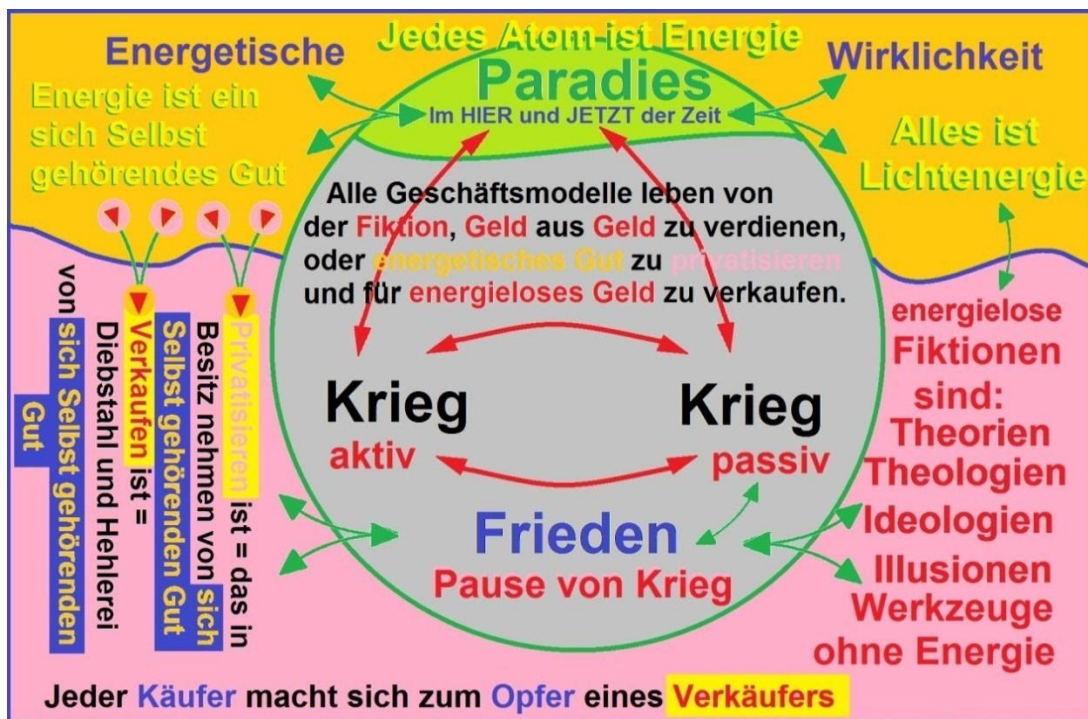 Jedes Atom ist Energie
Energetische
Wirklichkeit
Paradies
Im HIER und JETZT der Zeit
Energie ist ein
sich Selbst
gehörendes Gut
Alles ist
Lichtenergie
Alle Geschäftsmodelle leben von
der Fiktion, Geld aus Geld zu verdienen,
oder energetisches Gut zu privatisieren
und für energieloses Geld zu verkaufen.
Krieg
aktiv
Krieg
passiv
Frieden
Pause von Krieg
Privatisieren ist = das in
Besitz nehmen von sich
Selbst gehörenden Gut
Verkaufen ist =
Diebstahl und Hehlerei
von sich Selbst gehörenden
Gut
energielose
Fiktionen
sind:
Theorien
Theologien
Ideologien
Illusionen
Werkzeuge
ohne Energie
Jeder Käufer macht sich zum Opfer eines Verkäufers